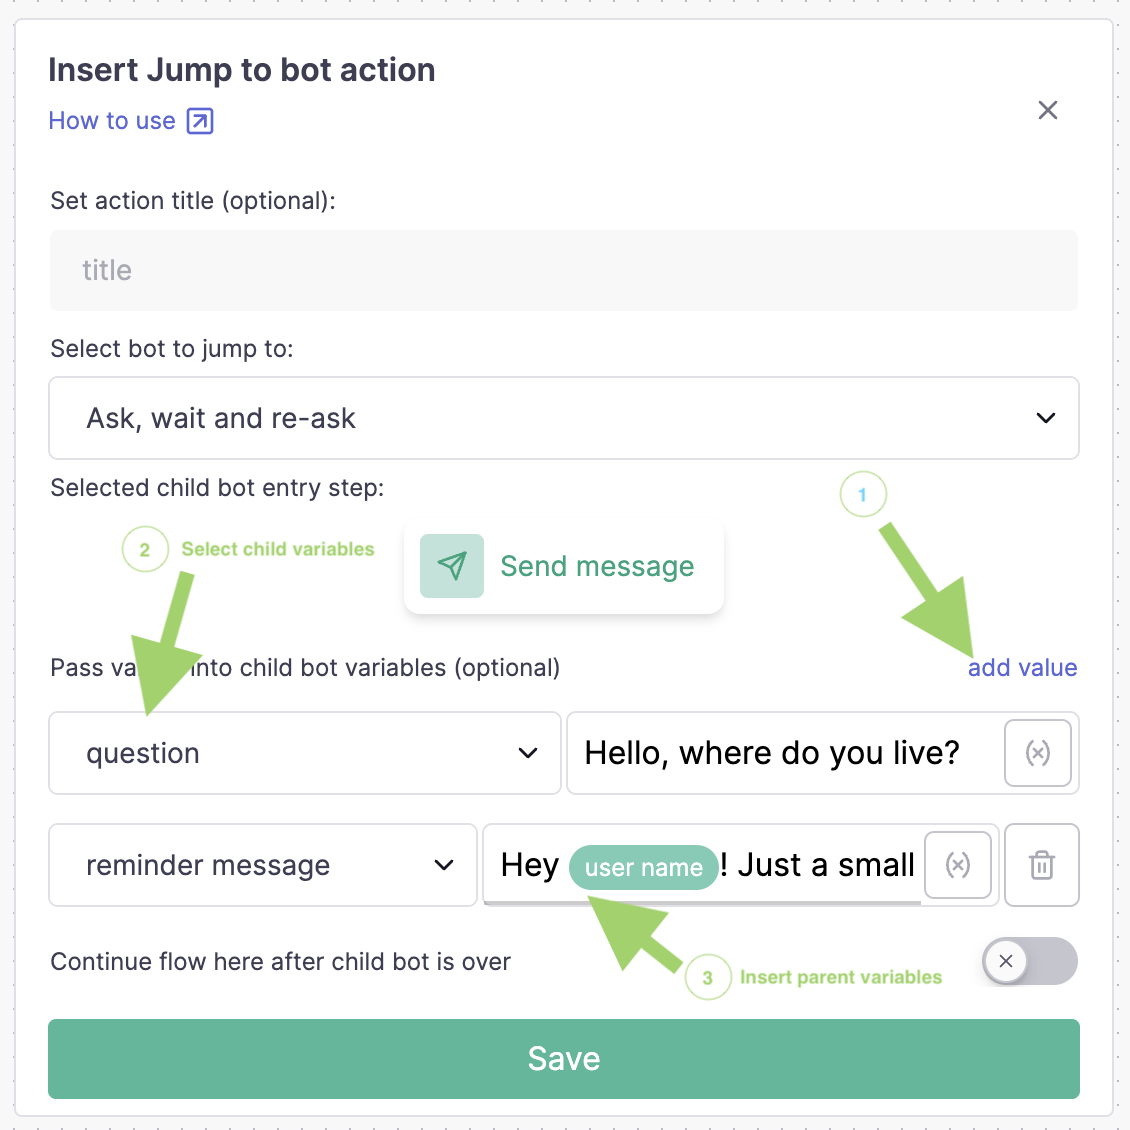 Insert Jump to bot action
How to use
Set action title (optional):
title
Select bot to jump to:
Ask, wait and re-ask
Selected child bot entry step:
1
2 Select child variables
Send message
Pass va into child bot variables (optional)
add value
question
Hello, where do you live?
(x)
reminder message
Hey user name! Just a small
(x)
Continue flow here after child bot is over
3 Insert parent variables
Save